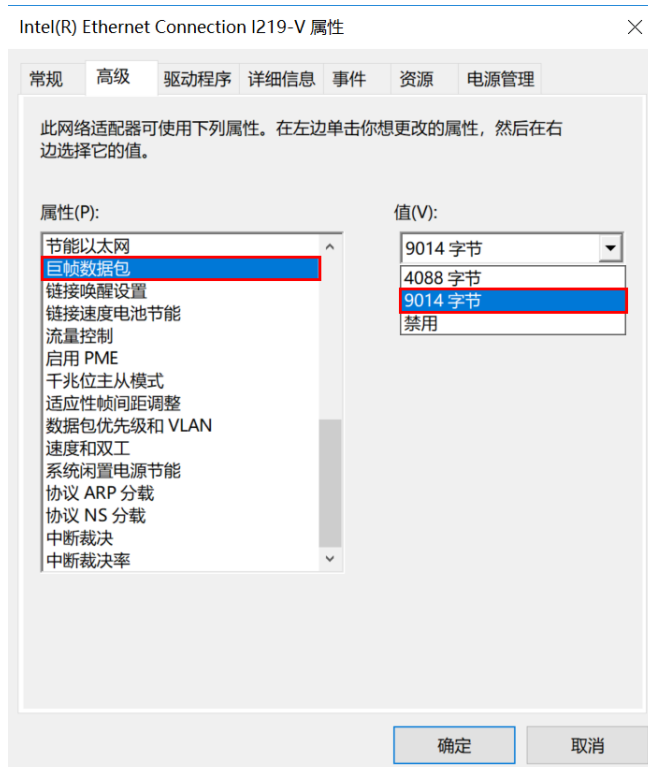 Intel(R) Ethernet Connection I219-V 属性
常规 高级 驱动程序 详细信息 事件 资源 电源管理
此网络适配器可使用下列属性。在左边单击你想更改的属性，然后在右
边选择它的值。
属性(P):
值(V):
节能以太网
巨帧数据包
链接唤醒设置
链接速度电池节能
流量控制
启用 PME
千兆位主从模式
适应性帧间距调整
数据包优先级和 VLAN
速度和双工
系统闲置电源节能
协议 ARP 分载
协议 NS 分载
中断裁决
中断裁决率
9014 字节
4088 字节
9014 字节
禁用
确定
取消